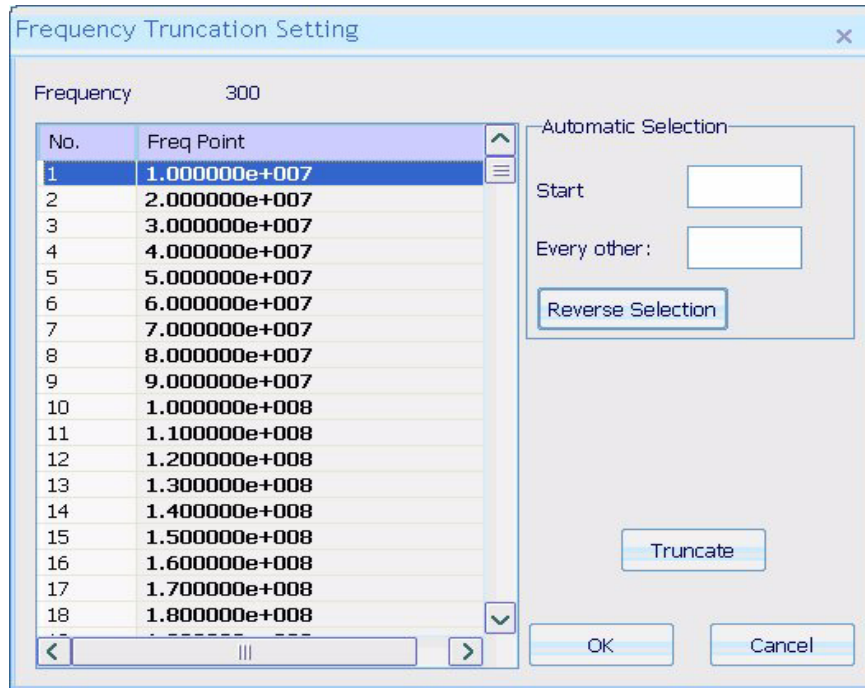 Frequency Truncation Setting
Frequency 300
No. Freq Point
1 1.000000e+007
2 2.000000e+007
3 3.000000e+007
4 4.000000e+007
5 5.000000e+007
6 6.000000e+007
7 7.000000e+007
8 8.000000e+007
9 9.000000e+007
10 1.000000e+008
11 1.100000e+008
12 1.200000e+008
13 1.300000e+008
14 1.400000e+008
15 1.500000e+008
16 1.600000e+008
17 1.700000e+008
18 1.800000e+008
Automatic Selection
Start
Every other:
Reverse Selection
Truncate
OK
Cancel